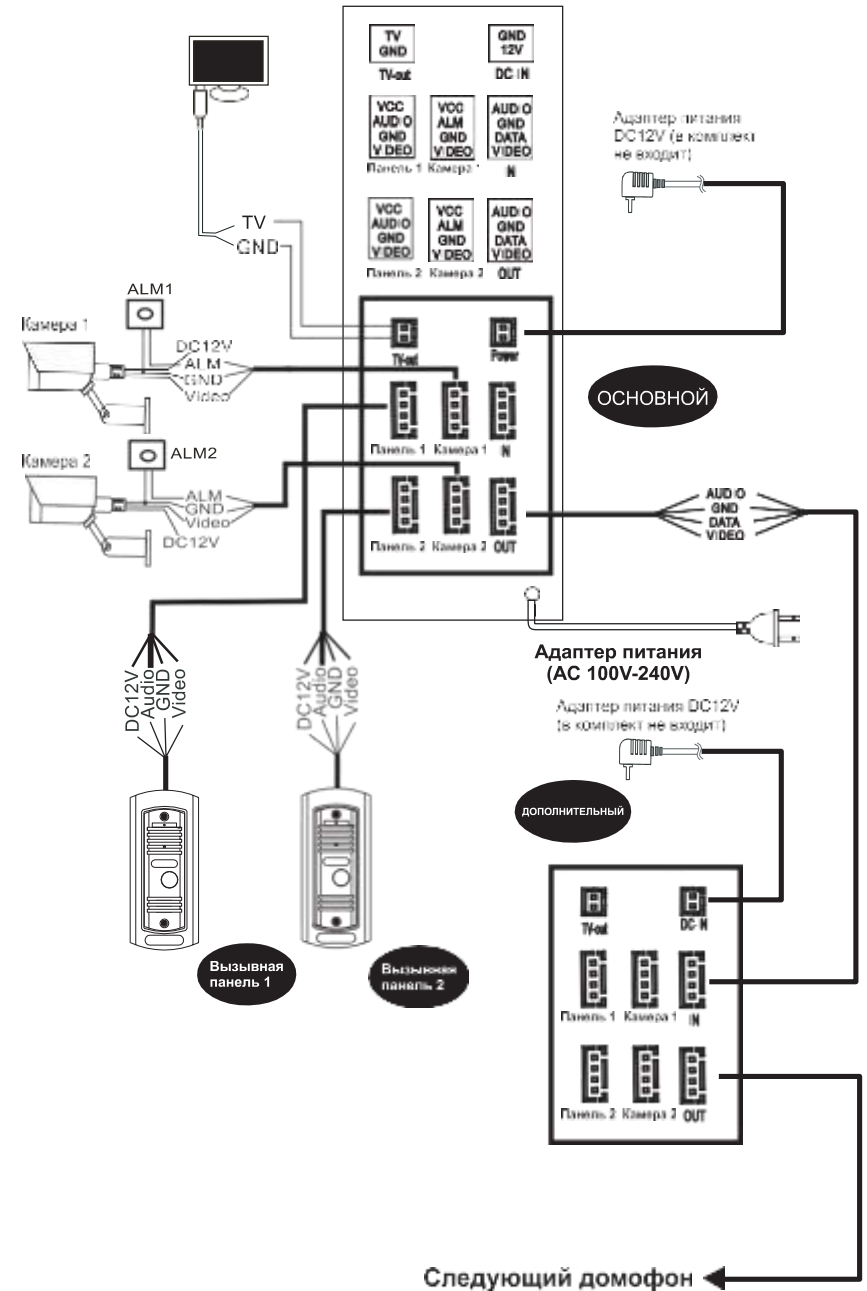 TV
GND
TV-out
GND
12V
DC-IN
VCC
AUDIO
GND
VIDEO
Панель 1
VCC
ALM
GND
VIDEO
Камера 1
AUDIO
GND
DATA
VIDEO
IN
VCC
AUDIO
GND
VIDEO
Панель 2
VCC
ALM
GND
VIDEO
Камера 2
AUDIO
GND
DATA
VIDEO
OUT
Адаптер питания
DC12V (в комплект
не входит)
TV
GND
ALM1
Камера 1
DC12V
ALM
GND
Video
ALM2
Камера 2
ALM
GND
Video
DC12V
TV-out
Power
Панель 1
Камера 1
IN
Панель 2
Камера 2
OUT
ОСНОВНОЙ
AUDIO
GND
DATA
VIDEO
Адаптер питания
(AC 100V-240V)
Адаптер питания DC12V
(в комплект не входит)
DC12V
Audio
GND
Video
DC12V
Audio
GND
Video
ДОПОЛНИТЕЛЬНЫЙ
Вызывная
панель 1
Вызывная
панель 2
TV-out
DC-IN
Панель 1
Камера 1
IN
Панель 2
Камера 2
OUT
Следующий домофон